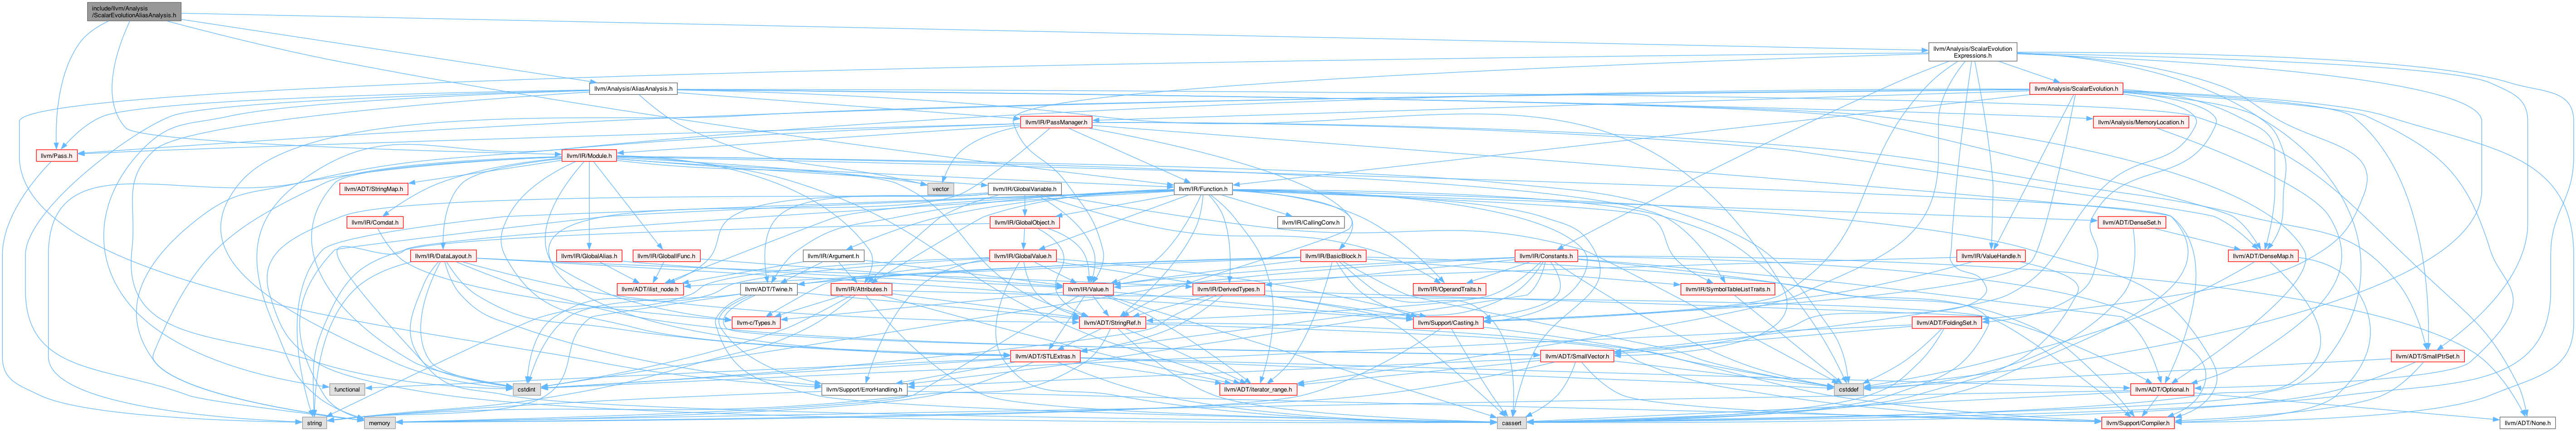 include/llvm/Analysis
/ScalarEvolutionAliasAnalysis.h
llvm/Analysis/ScalarEvolution
Expressions.h
llvm/Analysis/AliasAnalysis.h
llvm/Analysis/ScalarEvolution.h
llvm/IR/PassManager.h
llvm/Analysis/MemoryLocation.h
llvm/Pass.h
llvm/IR/Module.h
llvm/ADT/StringMap.h
vector
llvm/IR/GlobalVariable.h
llvm/IR/Function.h
llvm/IR/Comdat.h
llvm/IR/GlobalObject.h
llvm/IR/CallingConv.h
llvm/ADT/DenseSet.h
llvm/IR/DataLayout.h
llvm/IR/GlobalAlias.h
llvm/IR/GlobalIFunc.h
llvm/IR/Argument.h
llvm/IR/GlobalValue.h
llvm/IR/BasicBlock.h
llvm/IR/Constants.h
llvm/IR/ValueHandle.h
llvm/ADT/DenseMap.h
llvm/ADT/ilist_node.h
llvm/ADT/Twine.h
llvm/IR/Attributes.h
llvm/IR/Value.h
llvm/IR/DerivedTypes.h
llvm/IR/OperandTraits.h
llvm/IR/SymbolTableListTraits.h
llvm-c/Types.h
llvm/ADT/StringRef.h
llvm/Support/Casting.h
llvm/ADT/FoldingSet.h
llvm/ADT/STLExtras.h
llvm/ADT/SmallVector.h
llvm/ADT/SmallPtrSet.h
functional
cstdint
llvm/Support/ErrorHandling.h
llvm/ADT/iterator_range.h
cstddef
llvm/ADT/Optional.h
string
memory
cassert
llvm/Support/Compiler.h
llvm/ADT/None.h